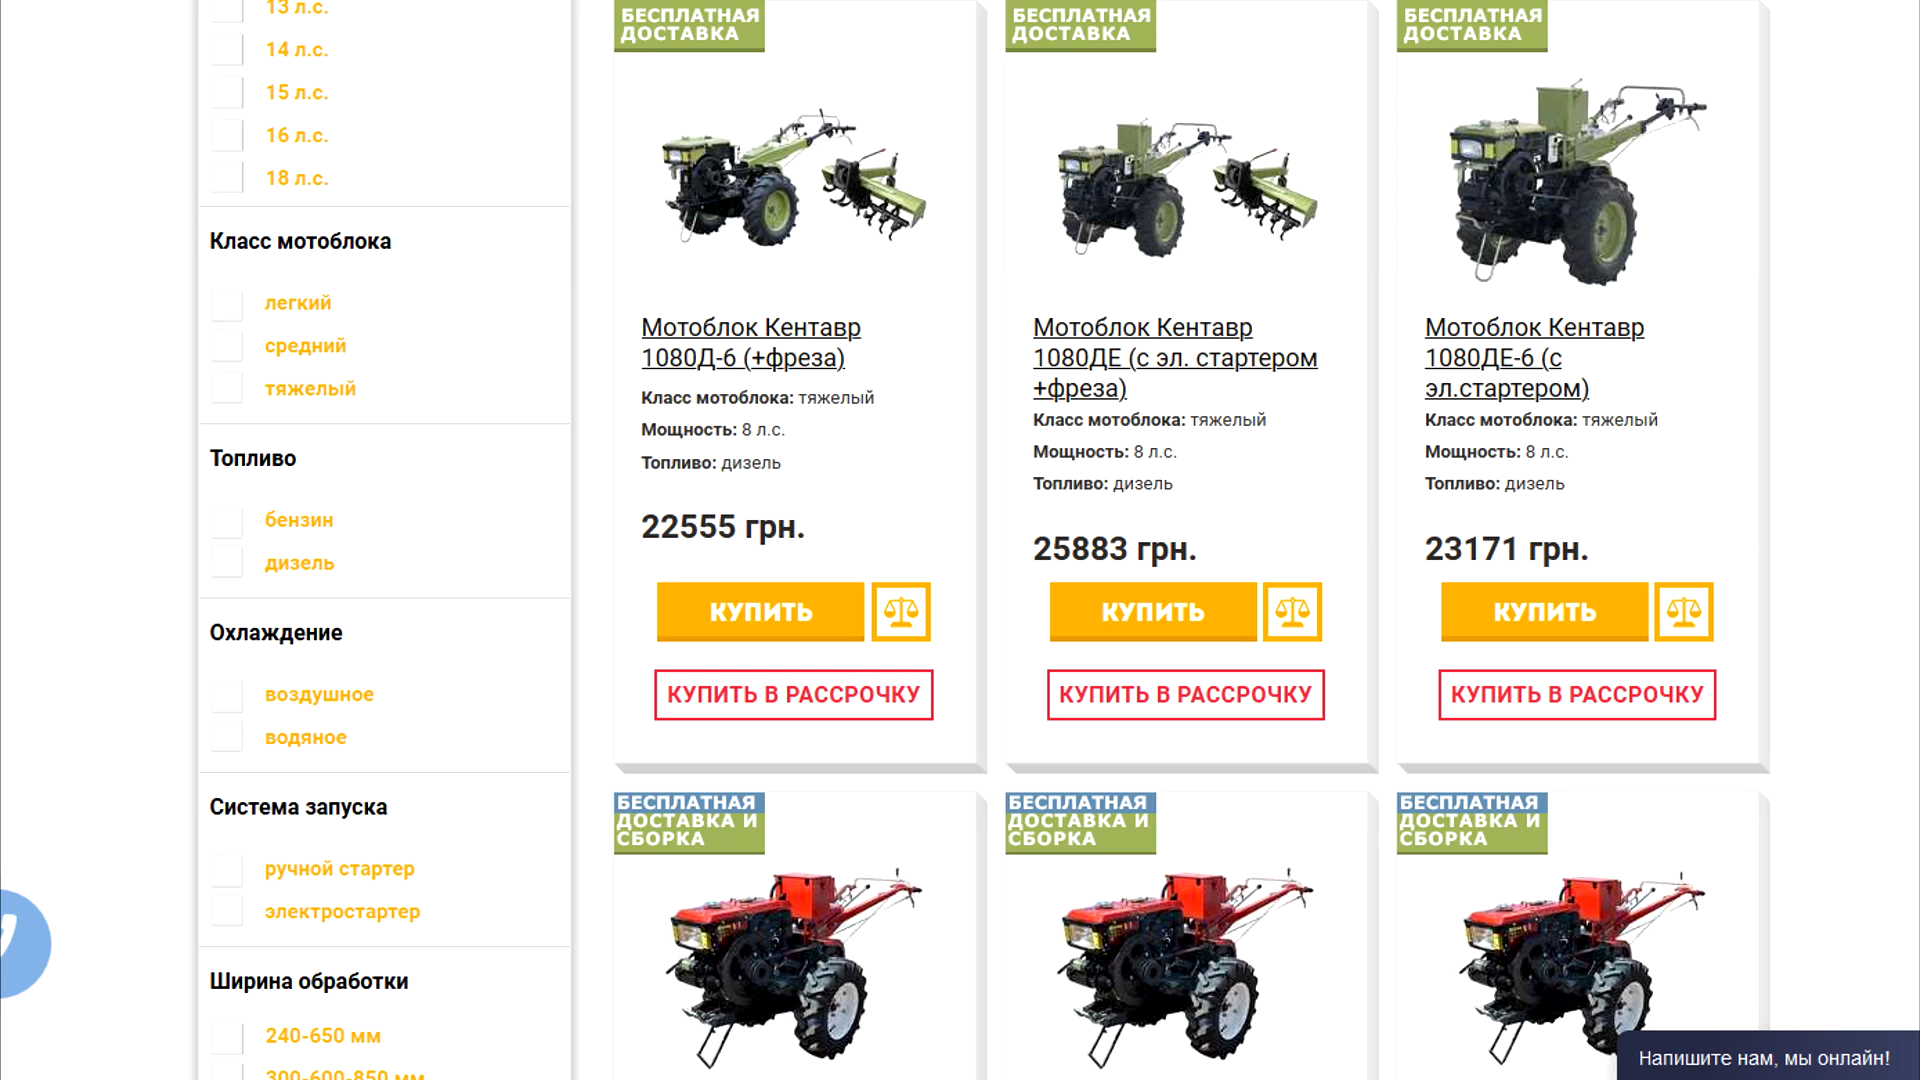 13 л.с.
14 л.с.
15 л.с.
16 л.с.
18 л.с.
Класс мотоблока
легкий
средний
тяжелый
Топливо
бензин
дизель
Охлаждение
воздушное
водяное
Система запуска
ручной стартер
электростартер
Ширина обработки
240-650 мм
300-600-850 мм
БЕСПЛАТНАЯ
ДОСТАВКА
Мотоблок Кентавр
1080Д-6 (+фреза)
Класс мотоблока: тяжелый
Мощность: 8 л.с.
Топливо: дизель
22555 грн.
КУПИТЬ
КУПИТЬ В РАССРОЧКУ
БЕСПЛАТНАЯ
ДОСТАВКА
Мотоблок Кентавр
1080ДЕ (с эл. стартером
+фреза)
Класс мотоблока: тяжелый
Мощность: 8 л.с.
Топливо: дизель
25883 грн.
КУПИТЬ
КУПИТЬ В РАССРОЧКУ
БЕСПЛАТНАЯ
ДОСТАВКА
Мотоблок Кентавр
1080ДЕ-6 (с
эл.стартером)
Класс мотоблока: тяжелый
Мощность: 8 л.с.
Топливо: дизель
23171 грн.
КУПИТЬ
КУПИТЬ В РАССРОЧКУ
БЕСПЛАТНАЯ
ДОСТАВКА И
СБОРКА
БЕСПЛАТНАЯ
ДОСТАВКА И
СБОРКА
БЕСПЛАТНАЯ
ДОСТАВКА И
СБОРКА
Напишите нам, мы онлайн!